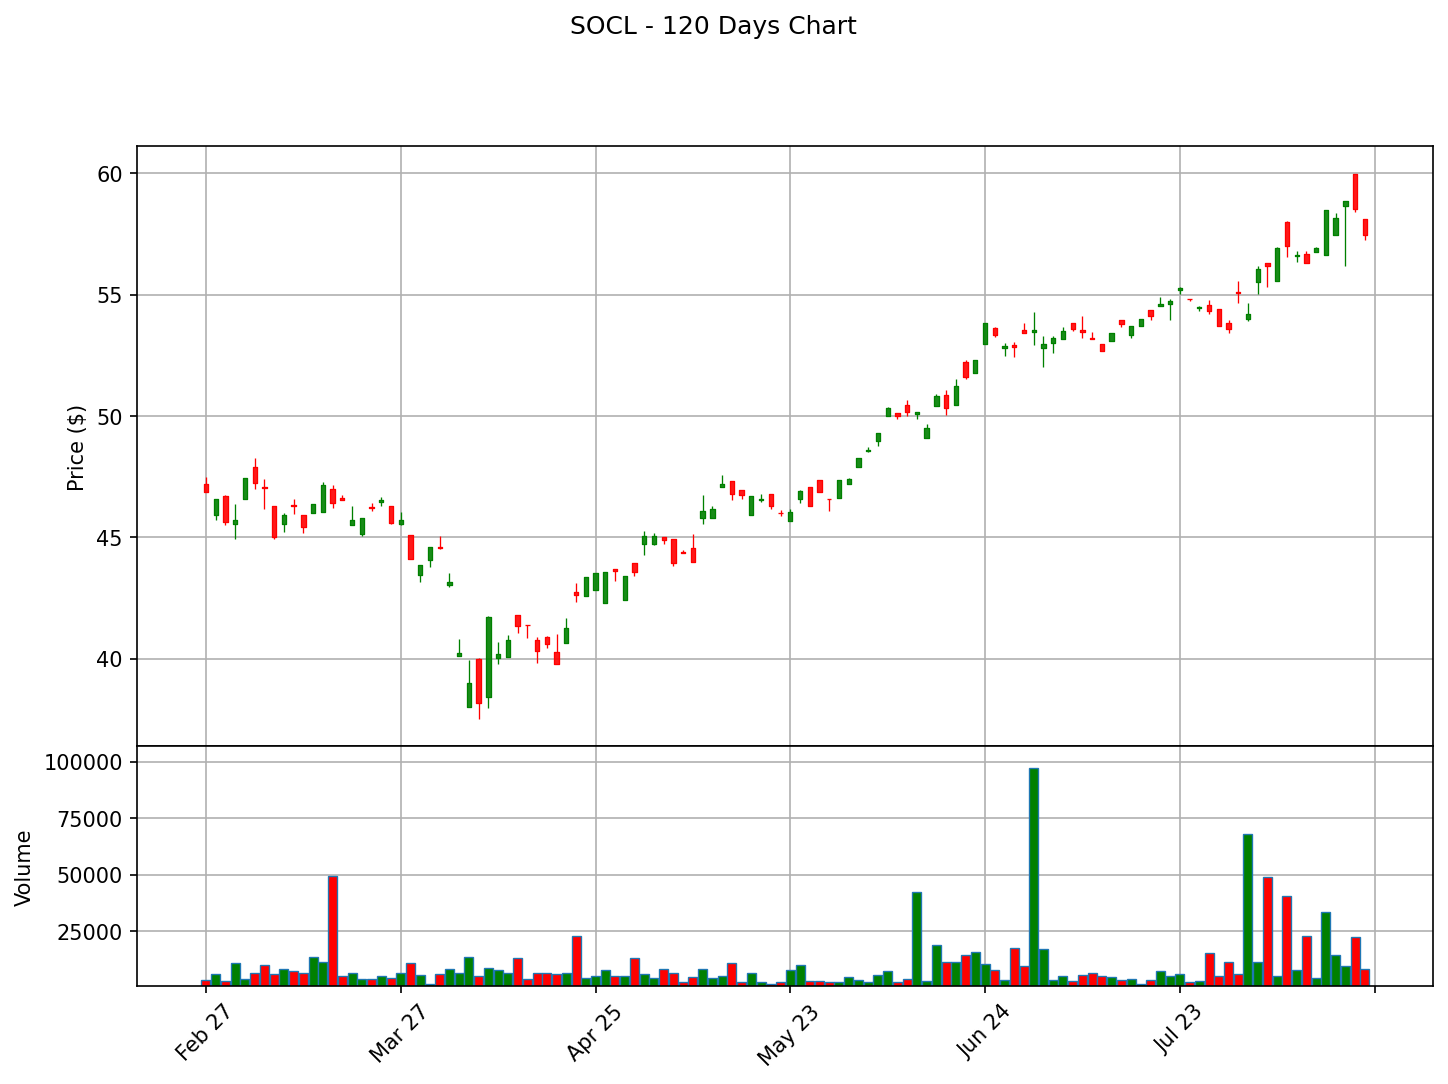 SOCL - 120 Days Chart
60
55
50
45
40
Price ($)
100000
75000
50000
25000
Volume
Feb 27
Mar 27
Apr 25
May 23
Jun 24
Jul 23